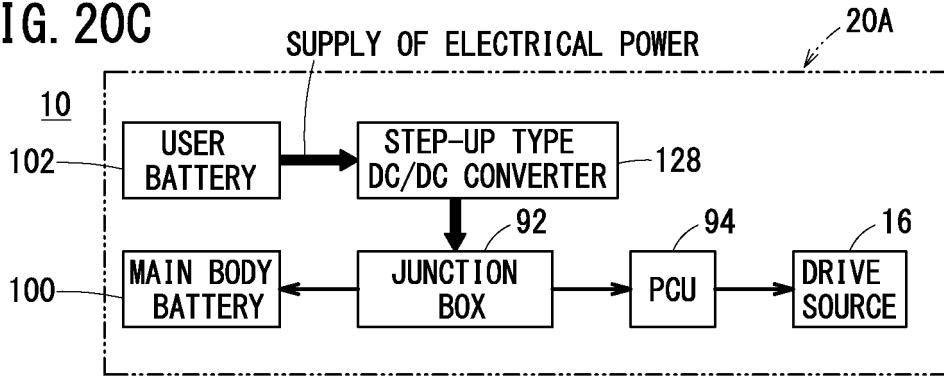 IG. 20C
SUPPLY OF ELECTRICAL POWER
20A
10
USER
BATTERY
102
STEP-UP TYPE
DC/DC CONVERTER
128
92
94
16
100
MAIN BODY
BATTERY
JUNCTION
BOX
PCU
DRIVE
SOURCE